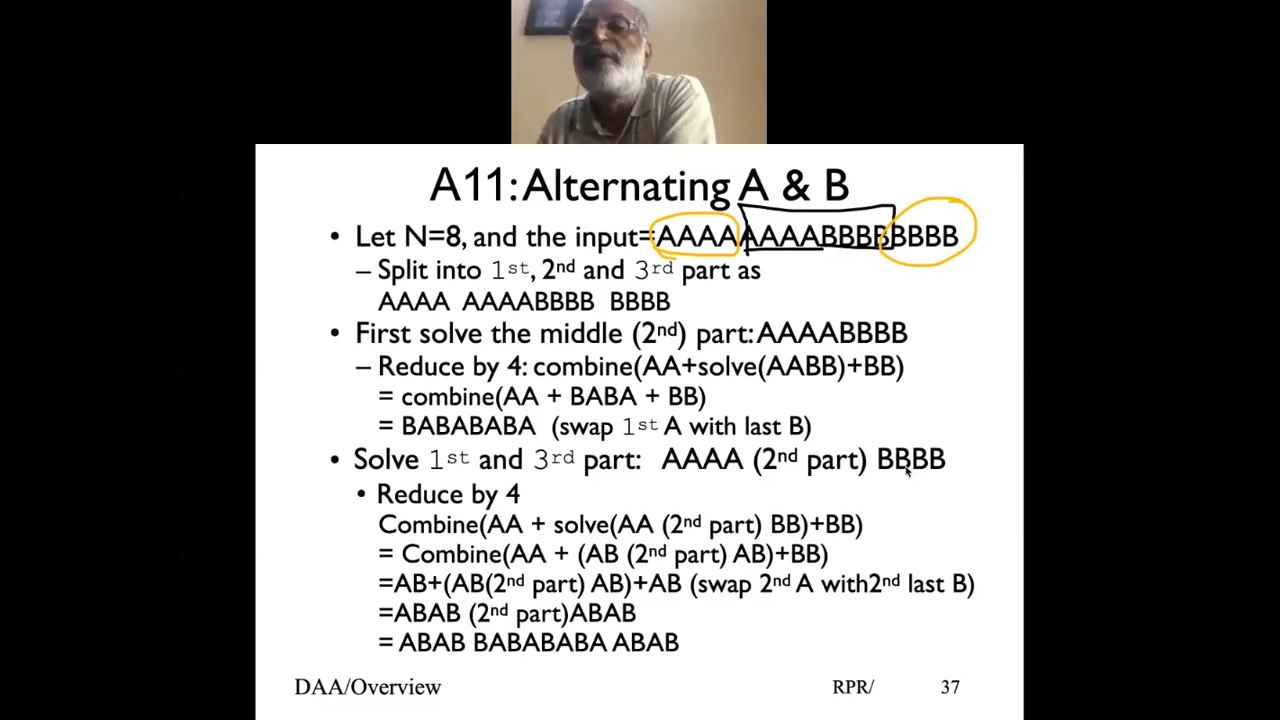 A11: Alternating A & B
• Let N=8, and the input=AAAAAAAABBBBBBBB
– Split into 1st, 2nd and 3rd part as
AAAA AAAABBBB BBBB
• First solve the middle (2nd) part: AAAABBBB
– Reduce by 4: combine(AA+solve(AABB)+BB)
= combine(AA + BABA + BB)
= BABABABA (swap 1st A with last B)
• Solve 1st and 3rd part: AAAA (2nd part) BBBB
• Reduce by 4
Combine(AA + solve(AA (2nd part) BB)+BB)
= Combine(AA + (AB (2nd part) AB)+BB)
=AB+(AB(2nd part) AB)+AB (swap 2nd A with2nd last B)
=ABAB (2nd part)ABAB
= ABAB BABABABA ABAB
DAA/Overview RPR/ 37